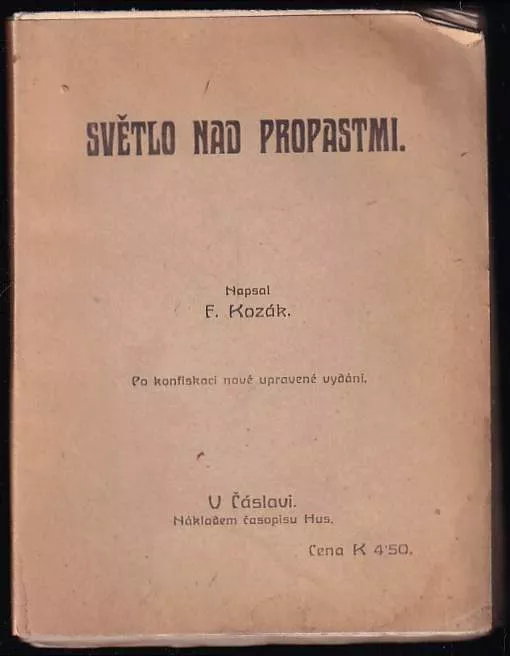 SVĚTLO NAD PROPASTMI.
Napsal
F. Kozák.
Po konfiskaci nově upravené vydání.
V Čáslavi.
Nákladem časopisu Hus.
Cena K 4·50.